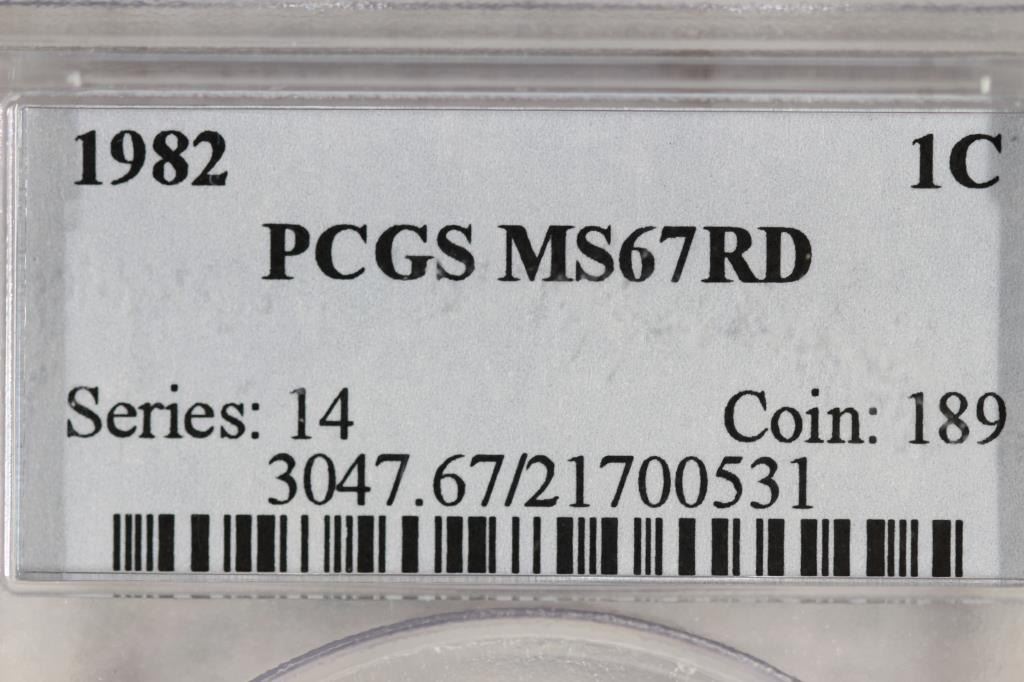 1982 1C
PCGS MS67RD
Series: 14 Coin: 189
3047.67/21700531